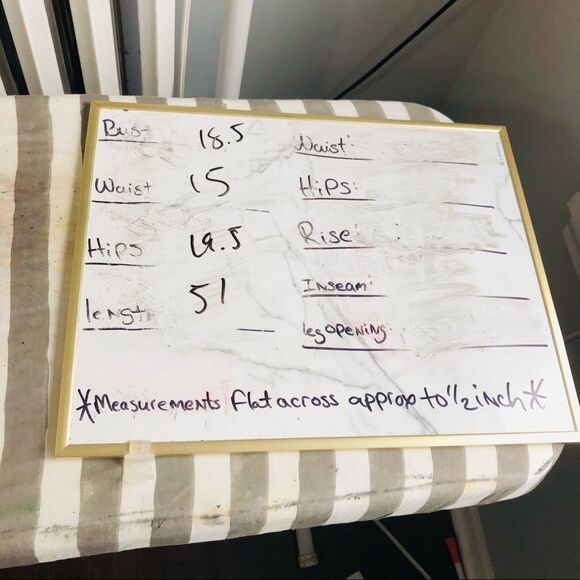 Bust 18.5
Waist 15
Hips 19.5
length 51
Waist:
Hips:
Rise:
Inseam:
leg opening:
*Measurements flat across approx to 1/2 inch*